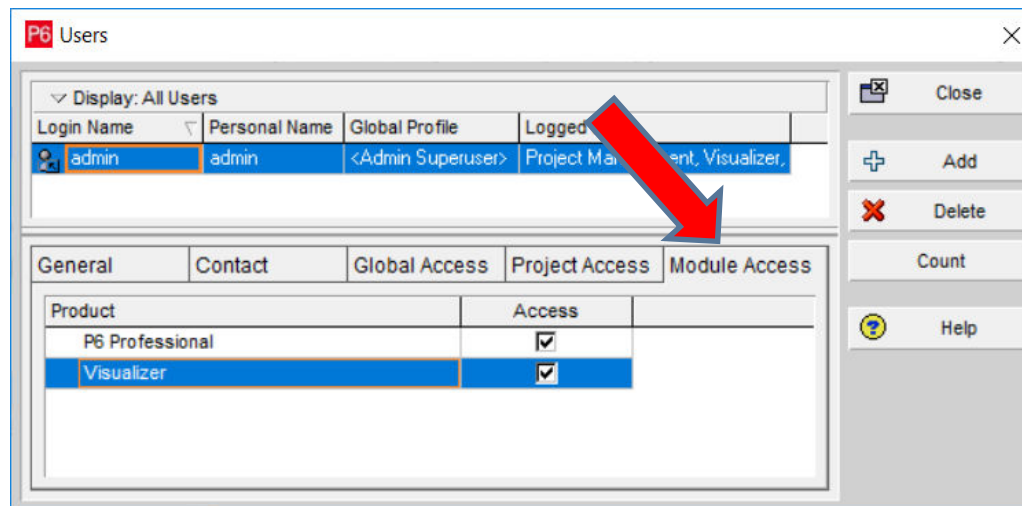 P6 Users
Display: All Users
Close
Login Name Personal Name Global Profile Logged
admin admin <Admin Superuser> Project Man ent, Visualizer,
Add
Delete
General Contact Global Access Project Access Module Access
Count
Product Access
P6 Professional
Help
Visualizer